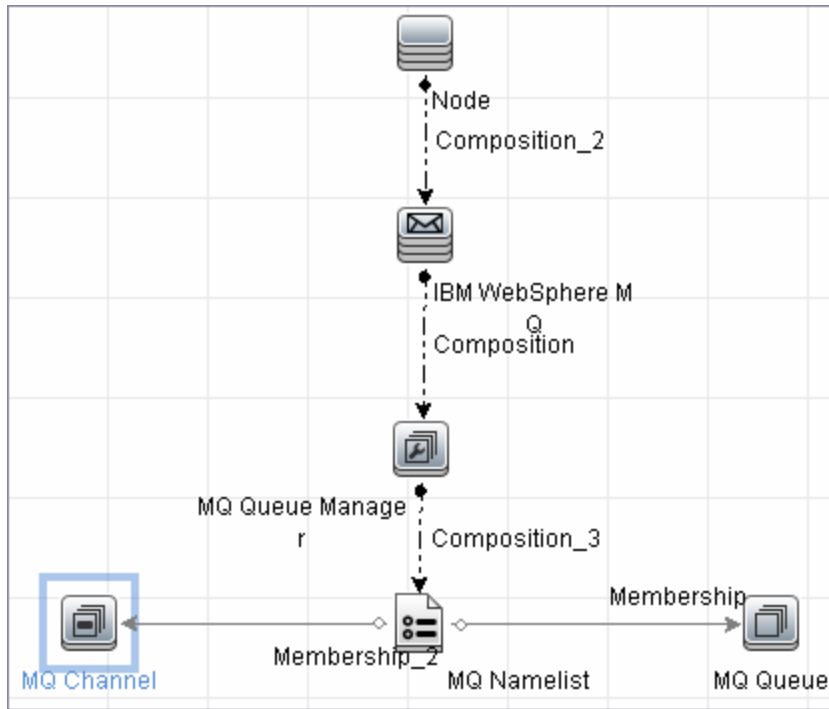 Node
Composition_2
IBM WebSphere M
Q
Composition
MQ Queue Manage
r
Composition_3
Membership
Membership_2
MQ Channel
MQ Namelist
MQ Queue